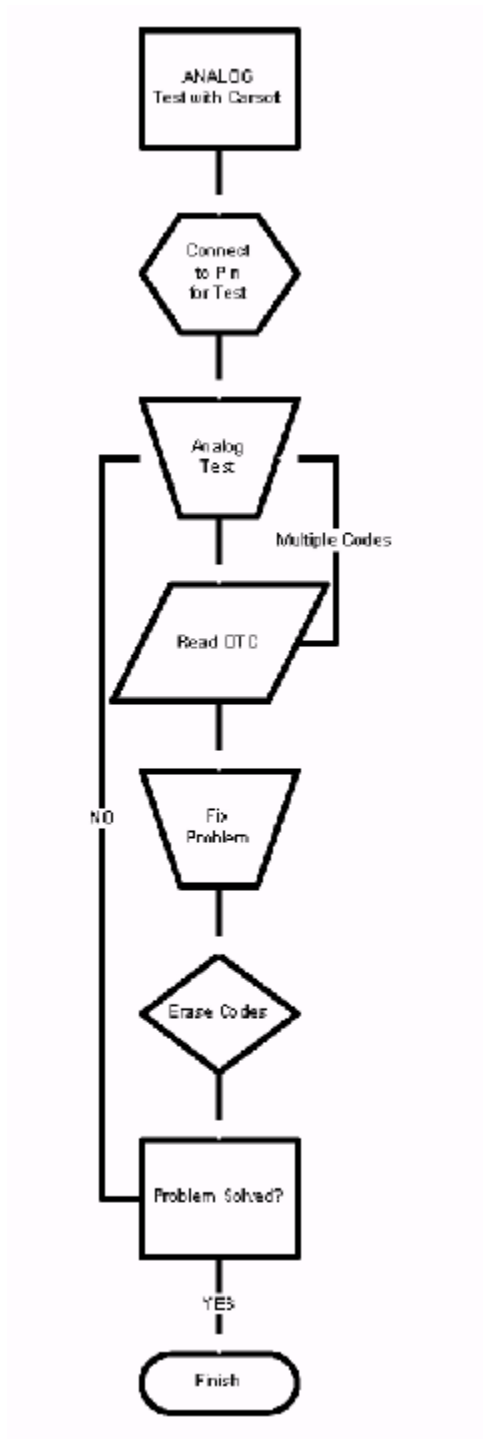 ANALOG
Test with Carsoft
Connect
to Pin
for Test
Analog
Test
Multiple Codes
Read DTC
NO
Fix
Problem
Erase Codes
Problem Solved?
YES
Finish